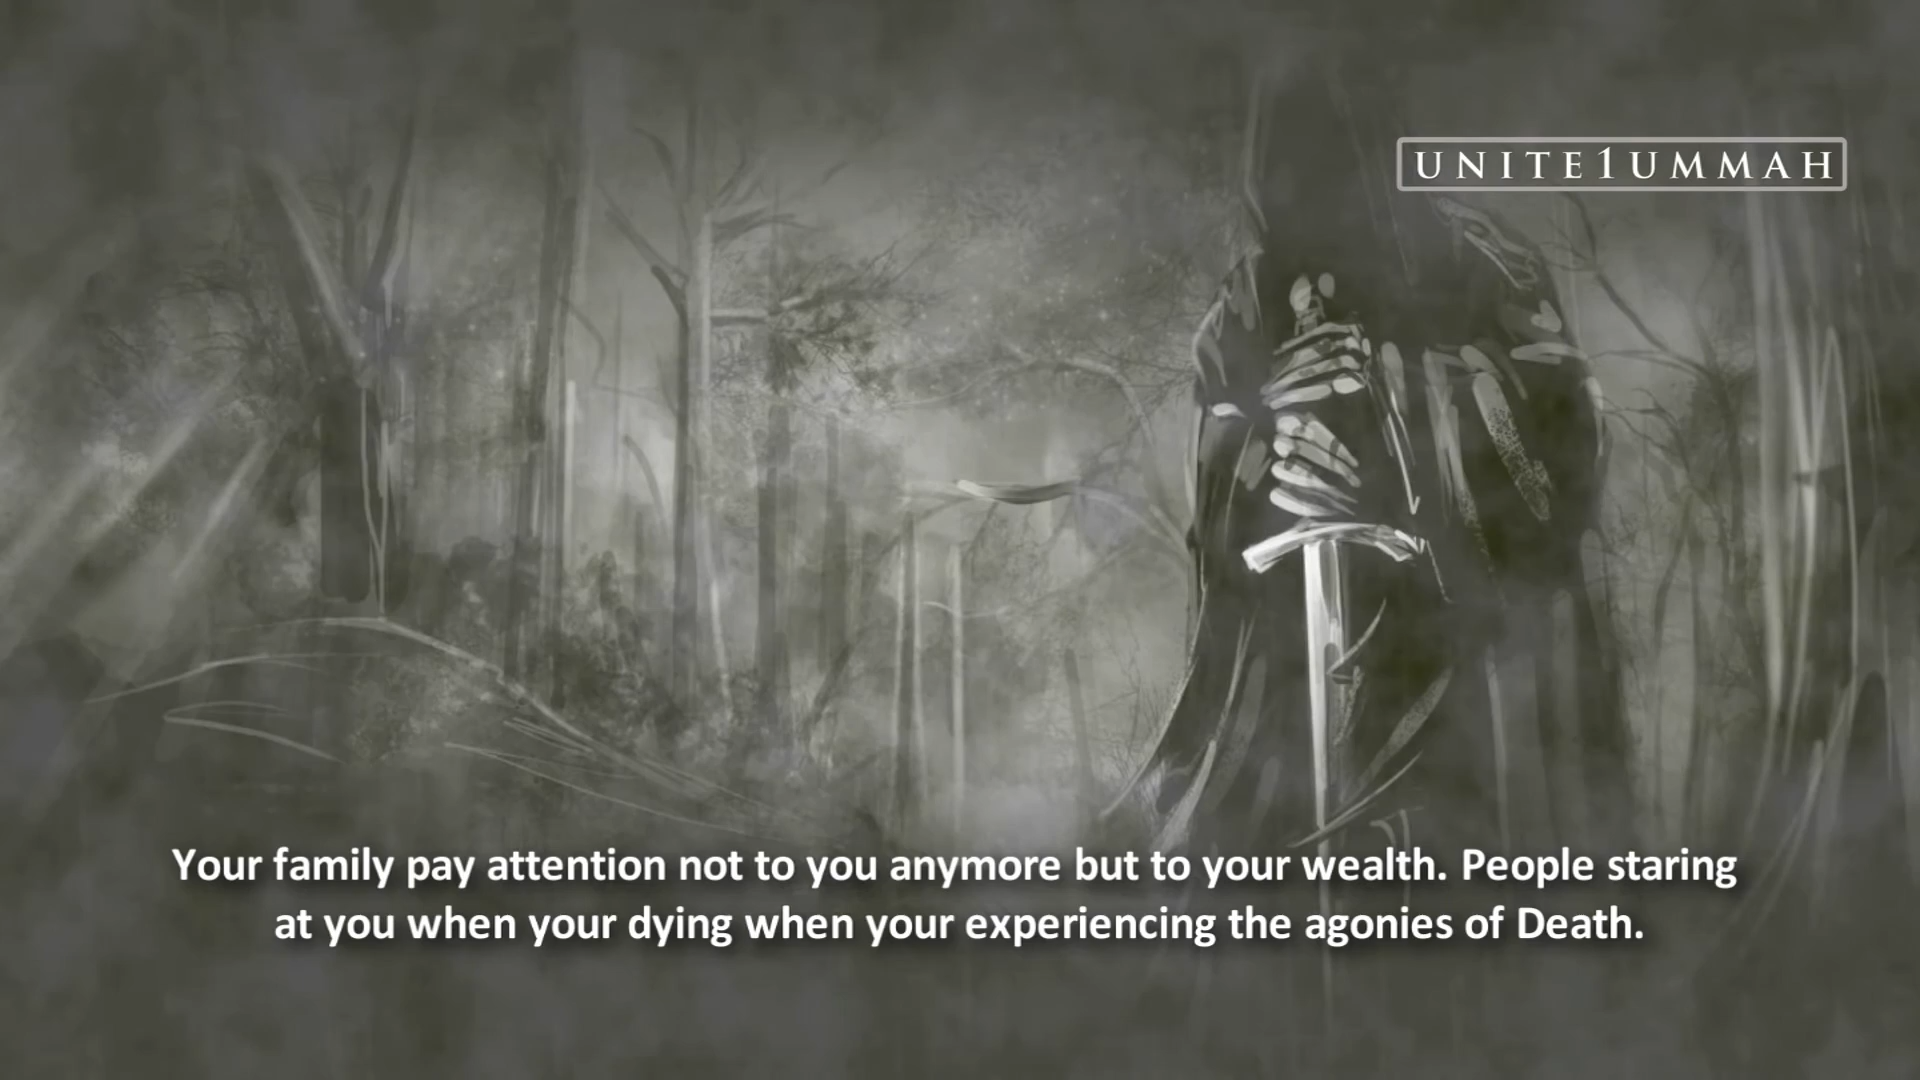 UNITE1UMMAH
Your family pay attention not to you anymore but to your wealth. People staring
at you when your dying when your experiencing the agonies of Death.